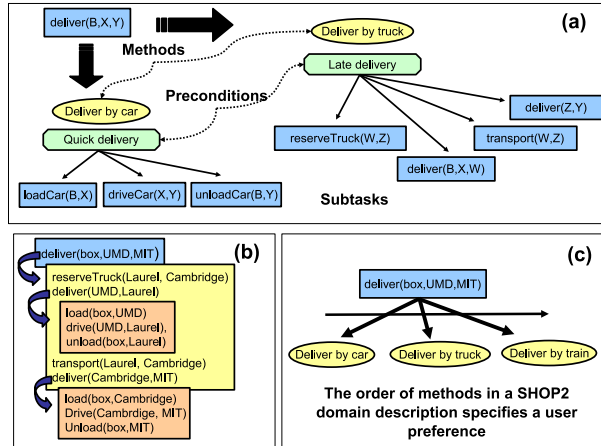 deliver(B,X,Y)
(a)
Methods
Deliver by truck
Late delivery
Preconditions
Deliver by car
Quick delivery
deliver(Z,Y)
reserveTruck(W,Z)
transport(W,Z)
deliver(B,X,W)
loadCar(B,X)
driveCar(X,Y)
unloadCar(B,Y)
Subtasks
(b)
deliver(box,UMD,MIT)
reserveTruck(Laurel, Cambridge)
deliver(UMD,Laurel)
load(box,UMD)
drive(UMD,Laurel),
unload(box,Laurel)
transport(Laurel, Cambridge)
deliver(Cambridge,MIT)
load(box,Cambridge)
Drive(Cambrdige, MIT)
Unload(box,MIT)
(c)
deliver(box,UMD,MIT)
Deliver by car
Deliver by truck
Deliver by train
The order of methods in a SHOP2
domain description specifies a user
preference